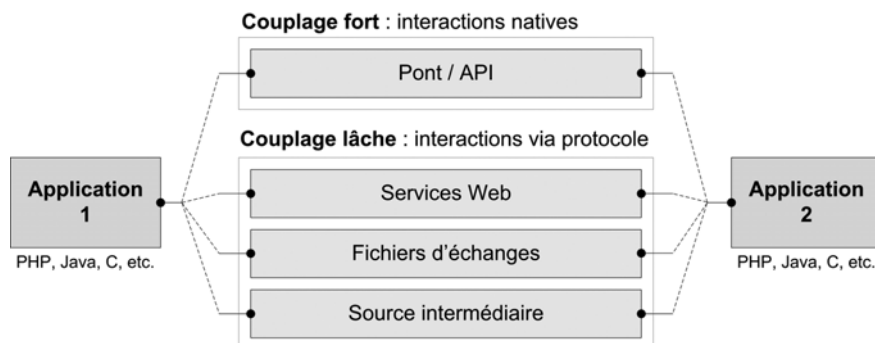 Couplage fort : interactions natives
Pont / API
Couplage lâche : interactions via protocole
Application
1
PHP, Java, C, etc.
Services Web
Fichiers d’échanges
Source intermédiaire
Application
2
PHP, Java, C, etc.